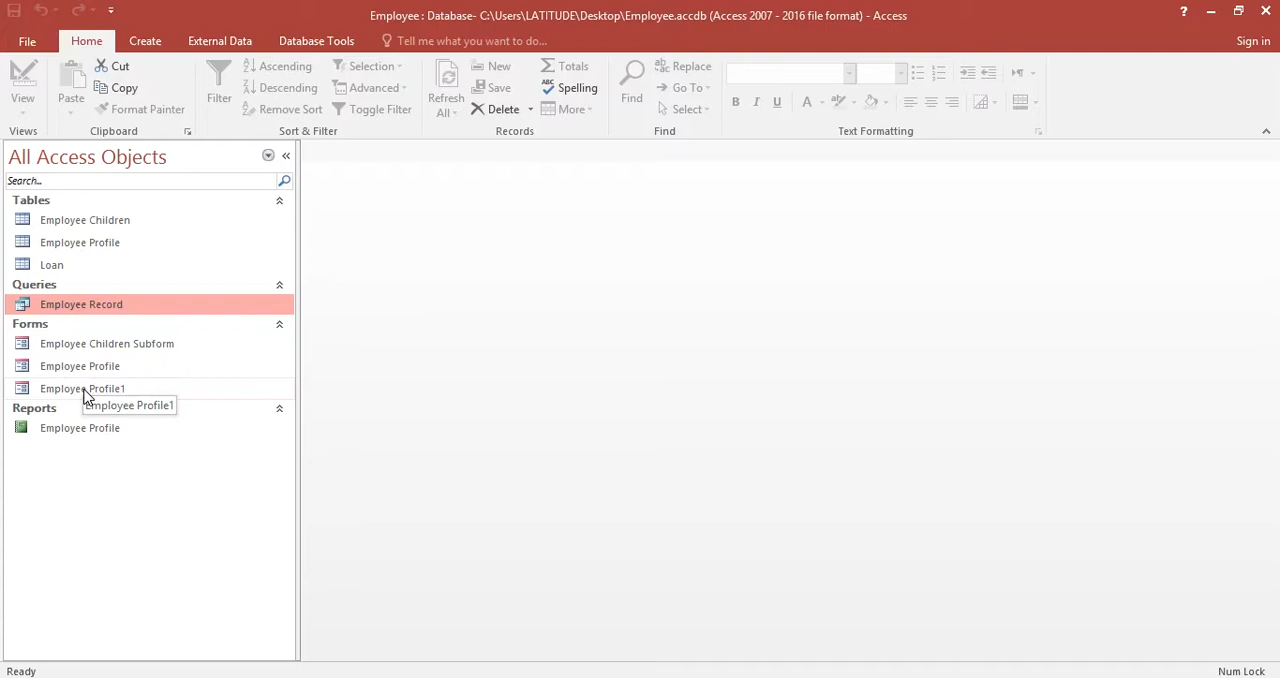 Employee : Database- C:\Users\LATITUDE\Desktop\Employee.accdb (Access 2007 - 2016 file format) - Access
?
File Home Create External Data Database Tools Tell me what you want to do... Sign in
View
Views
Paste
Cut
Copy
Format Painter
Clipboard
Filter
Ascending
Descending
Remove Sort
Selection
Advanced
Toggle Filter
Sort & Filter
Refresh
All
New
Save
Delete
Totals
Spelling
More
Records
Find
Replace
Go To
Select
Find
B I U A
Text Formatting
All Access Objects
Search...
Tables
Employee Children
Employee Profile
Loan
Queries
Employee Record
Forms
Employee Children Subform
Employee Profile
Employee Profile1
Employee Profile1
Reports
Employee Profile
Ready Num Lock